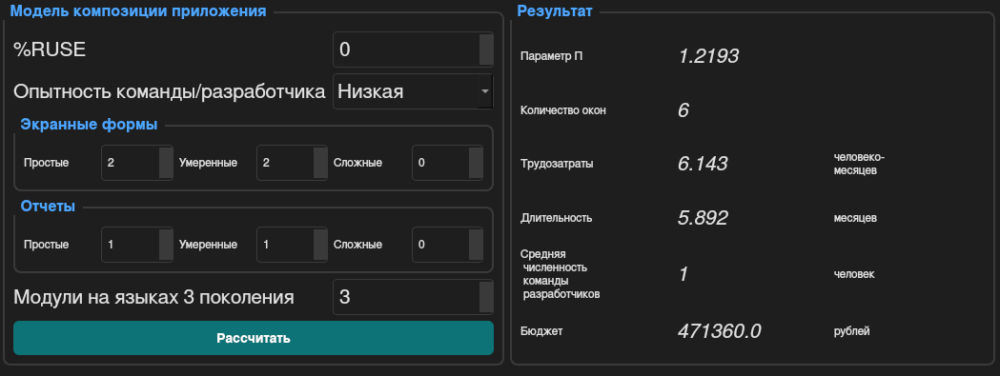 Модель композиции приложения
%RUSE 0
Опытность команды/разработчика Низкая
Экранные формы
Простые 2 Умеренные 2 Сложные 0
Отчеты
Простые 1 Умеренные 1 Сложные 0
Модули на языках 3 поколения 3
Рассчитать
Результат
Параметр П 1.2193
Количество окон 6
Трудозатраты 6.143 человеко-
месяцев
Длительность 5.892 месяцев
Средняя
численность
команды
разработчиков
1 человек
Бюджет 471360.0 рублей